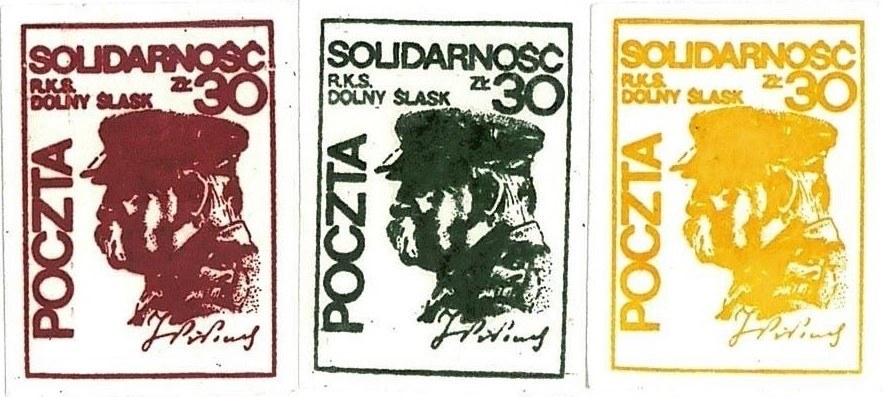 SOLIDARNOŚĆ
R.K.S. ZŁ 30
DOLNY ŚLASK
POCZTA
SOLIDARNOŚĆ
R.K.S. ZŁ 30
DOLNY ŚLASK
POCZTA
SOLIDARNOŚĆ
R.K.S. ZŁ 30
DOLNY ŚLASK
POCZTA